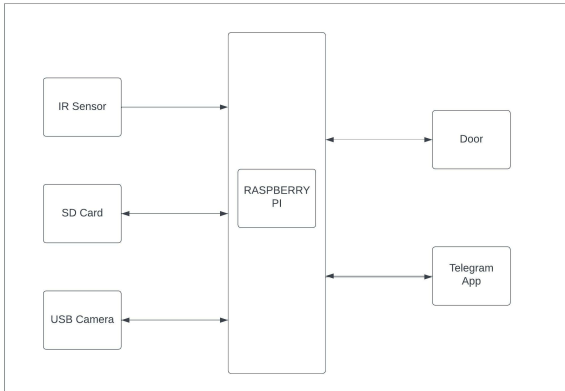 IR Sensor
SD Card
USB Camera
RASPBERRY
PI
Door
Telegram
App